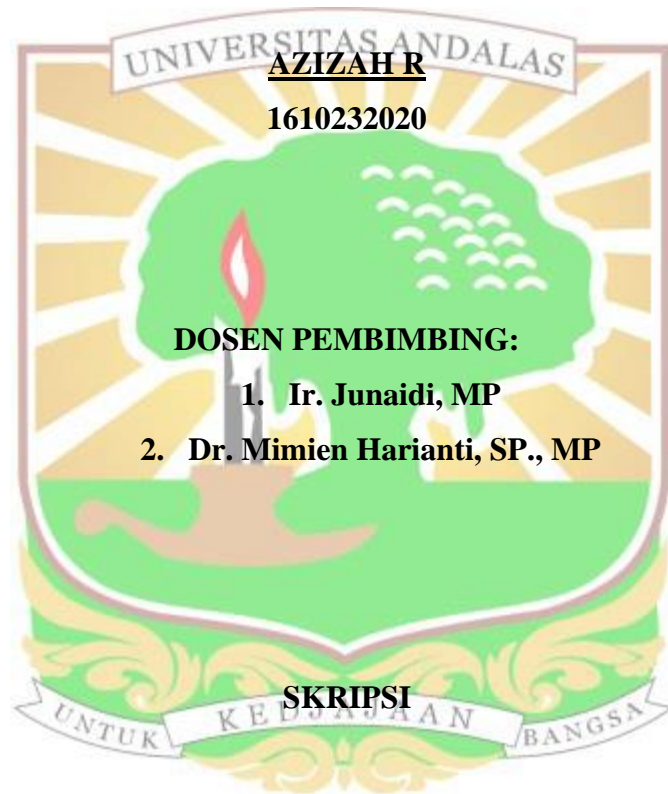 UNIVERSITAS ANDALAS
AZIZAH R
1610232020
DOSEN PEMBIMBING:
1. Ir. Junaidi, MP
2. Dr. Mimien Harianti, SP., MP
SKRIPSI
UNTUK KEDJAJAAN BANGSA